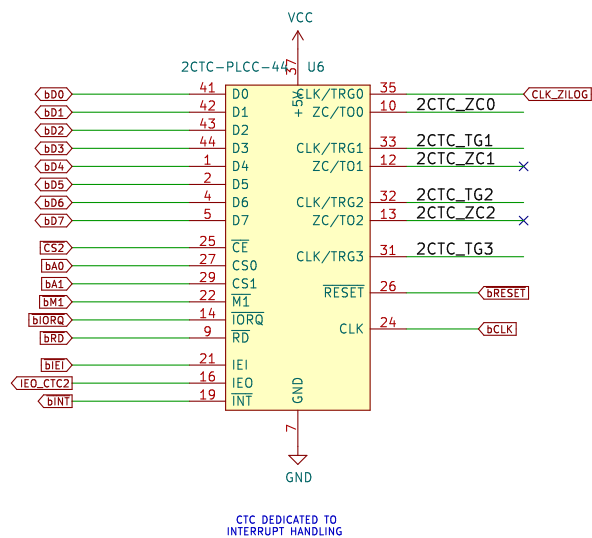 VCC
2CTC-PLCC-44 U6
37
+5V
bD0 41 D0 CLK/TRG0 35 CLK_ZILOG
bD1 42 D1 ZC/TO0 10 2CTC_ZC0
bD2 43 D2
bD3 44 D3 CLK/TRG1 33 2CTC_TG1
bD4 1 D4 ZC/TO1 12 2CTC_ZC1
bD5 2 D5
bD6 4 D6 CLK/TRG2 32 2CTC_TG2
bD7 5 D7 ZC/TO2 13 2CTC_ZC2
CS2 25 CE
CLK/TRG3 31 2CTC_TG3
bA0 27 CS0
bA1 29 CS1
RESET 26 bRESET
bM1 22 M1
bIORQ 14 IORQ
CLK 24 bCLK
bRD 9 RD
bIEI 21 IEI
IEO_CTC2 16 IEO
bINT 19 INT
GND
7
GND
CTC DEDICATED TO
INTERRUPT HANDLING